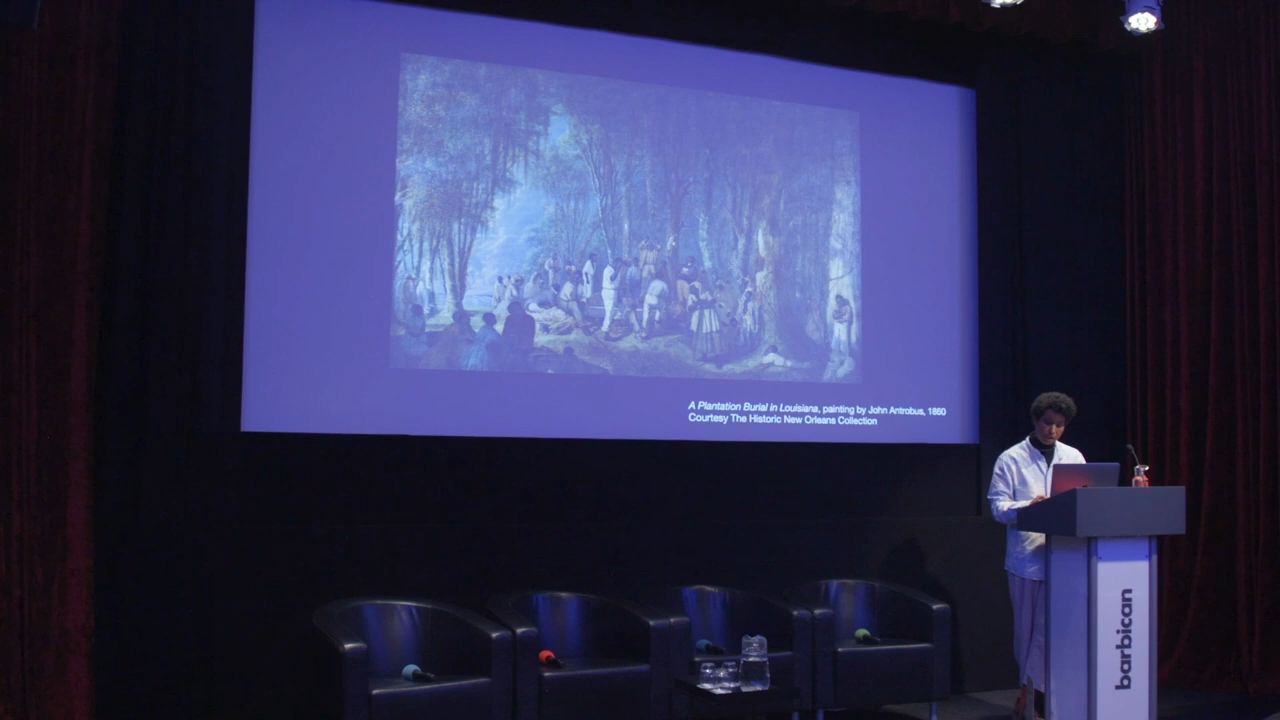 A Plantation Burial in Louisiana, painting by John Antrobus, 1860
Courtesy The Historic New Orleans Collection
barbican